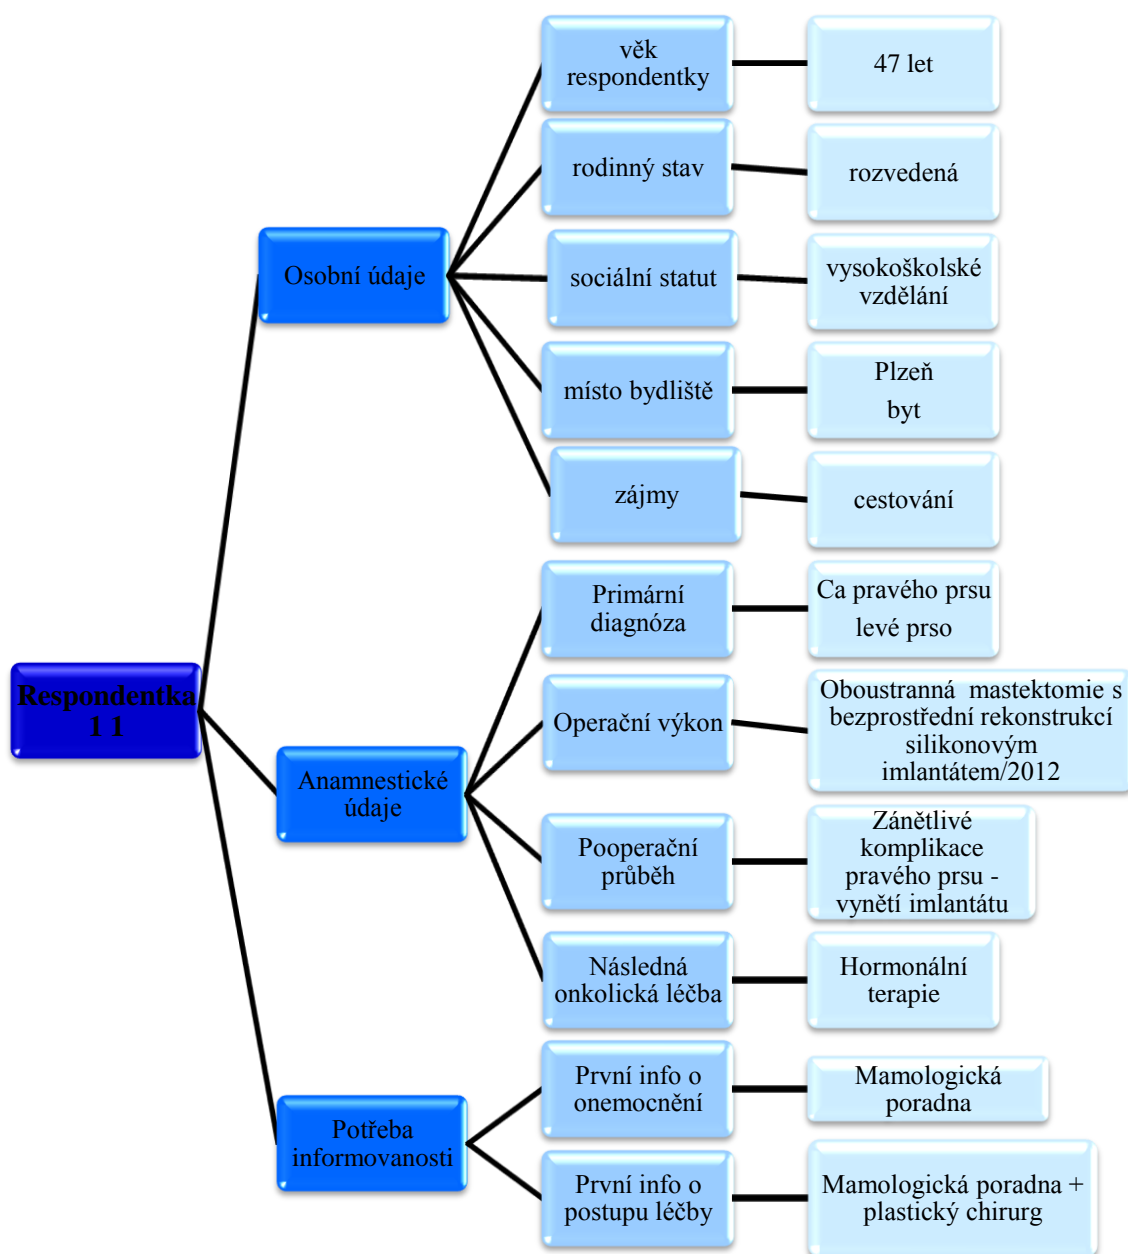 věk
respondentky
47 let
rodinný stav
rozvedená
Osobní údaje
sociální statut
vysokoškolské
vzdělání
místo bydliště
Plzeň
byt
zájmy
cestování
Respondentka
1 1
Anamnestické
údaje
Primární
diagnóza
Ca pravého prsu
levé prso
Operační výkon
Oboustranná mastektomie s
bezprostřední rekonstrukcí
silikonovým
imlantátem/2012
Pooperační
průběh
Zánětlivé
komplikace
pravého prsu -
vynětí imlantátu
Následná
onkolická léčba
Hormonální
terapie
Potřeba
informovanosti
První info o
onemocnění
Mamologická
poradna
První info o
postupu léčby
Mamologická poradna +
plastický chirurg